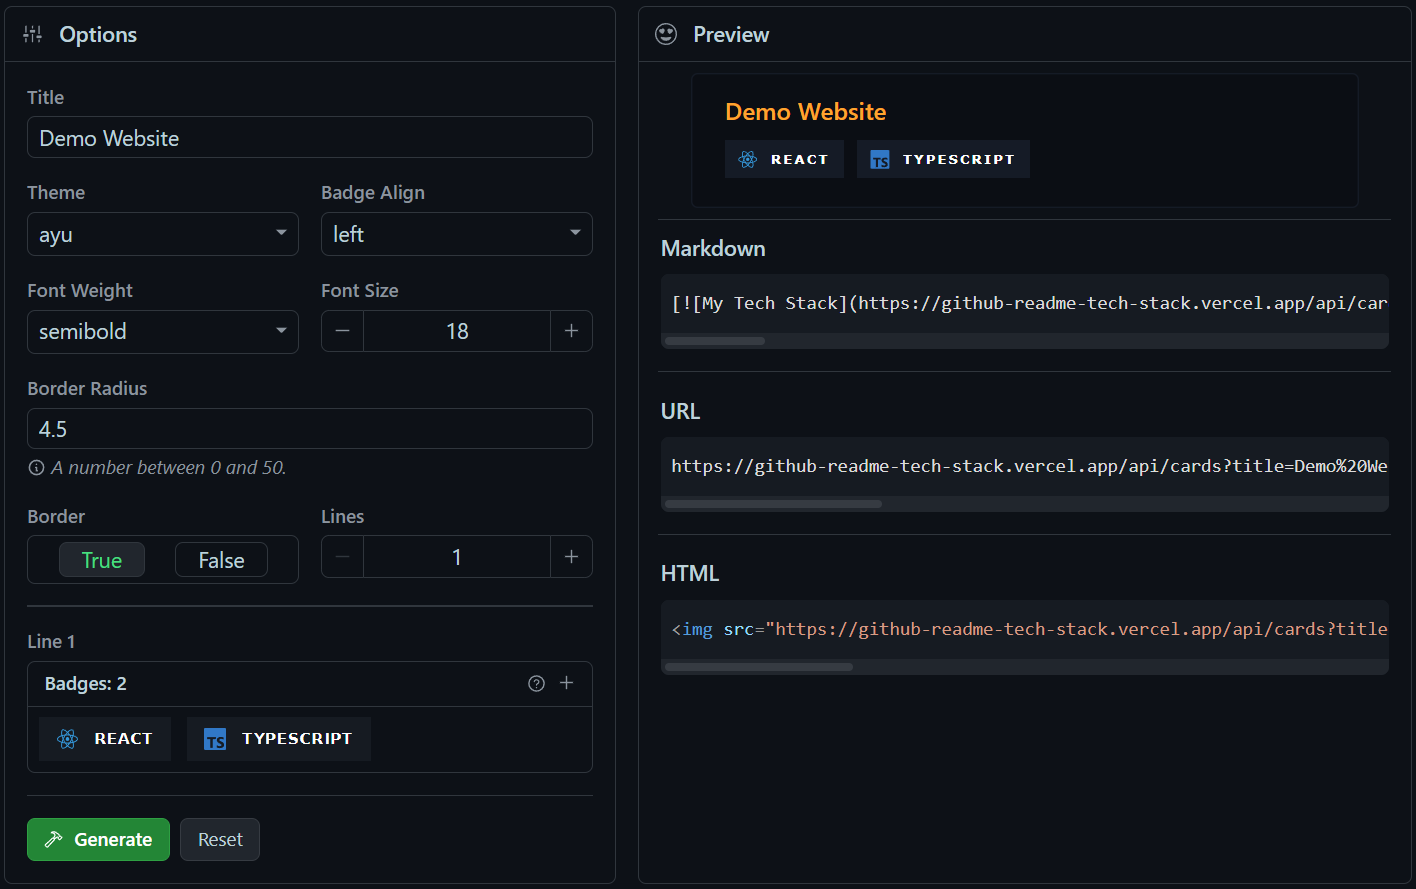 Options
Title
Demo Website
Theme
Badge Align
ayu
left
Font Weight
Font Size
semibold
18
Border Radius
4.5
A number between 0 and 50.
Border
Lines
True
False
1
Line 1
Badges: 2
REACT
TS
TYPESCRIPT
Generate
Reset
Preview
Demo Website
REACT
TS
TYPESCRIPT
Markdown
[![My Tech Stack](https://github-readme-tech-stack.vercel.app/api/car
URL
https://github-readme-tech-stack.vercel.app/api/cards?title=Demo%20We
HTML
<img src="https://github-readme-tech-stack.vercel.app/api/cards?title